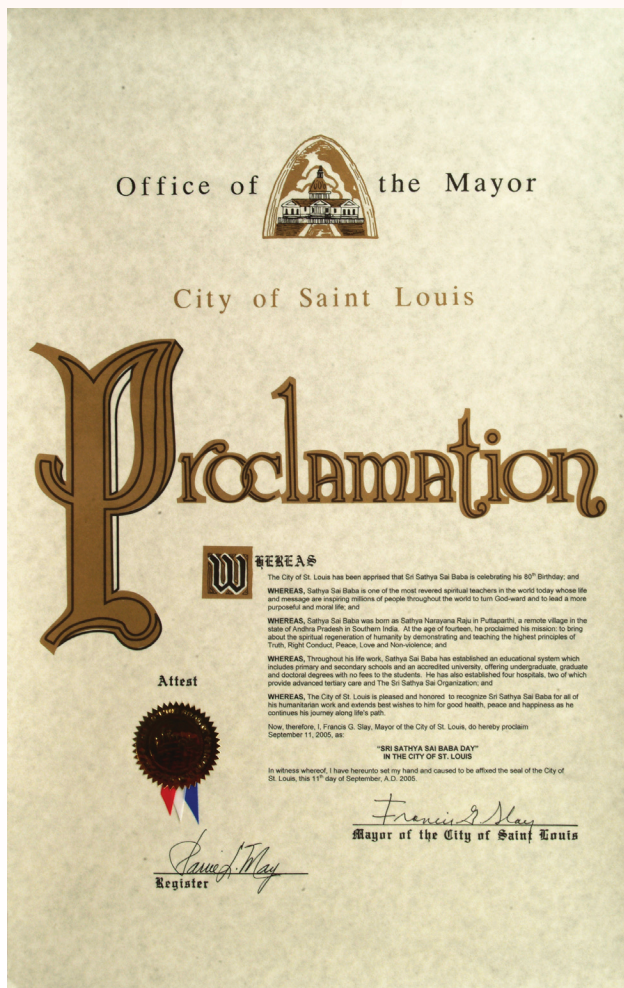 Office of the Mayor
City of Saint Louis
Proclamation
WHEREAS
The City of St. Louis has been apprised that Sri Sathya Sai Baba is celebrating his 80th Birthday; and
WHEREAS, Sathya Sai Baba is one of the most revered spiritual teachers in the world today whose life
and message are inspiring millions of people throughout the world to turn God-ward and to lead a more
purposeful and moral life; and
WHEREAS, Sathya Sai Baba was born as Sathya Narayana Raju in Puttaparthi, a remote village in the
state of Andhra Pradesh in Southern India. At the age of fourteen, he proclaimed his mission: to bring
about the spiritual regeneration of humanity by demonstrating and teaching the highest principles of
Truth, Right Conduct, Peace, Love and Non-violence; and
WHEREAS, Throughout his life work, Sathya Sai Baba has established an educational system which
includes primary and secondary schools and an accredited university, offering undergraduate, graduate
and doctoral degrees with no fees to the students. He has also established four hospitals, two of which
provide advanced tertiary care and The Sri Sathya Sai Organization; and
WHEREAS, The City of St. Louis is pleased and honored to recognize Sri Sathya Sai Baba for all of
his humanitarian work and extends best wishes to him for good health, peace and happiness as he
continues his journey along life's path.
Now, therefore, I, Francis G. Slay, Mayor of the City of St. Louis, do hereby proclaim
September 11, 2005, as:
"SRI SATHYA SAI BABA DAY"
IN THE CITY OF ST. LOUIS
In witness whereof, I have hereunto set my hand and caused to be affixed the seal of the City of
St. Louis, this 11th day of September, A.D. 2005.
Attest
Francis G Slay
Mayor of the City of Saint Louis
L. May
Register